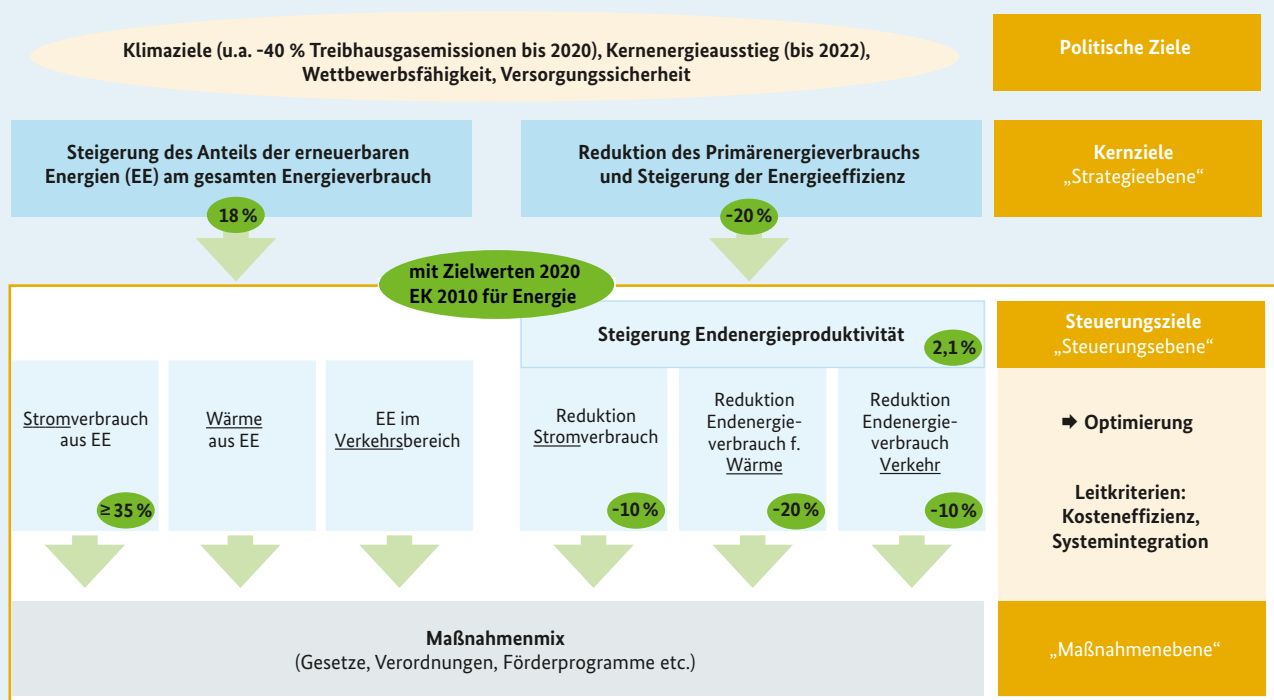 Klimaziele (u.a. -40 % Treibhausgasemissionen bis 2020), Kernenergieausstieg (bis 2022),
Wettbewerbsfähigkeit, Versorgungssicherheit
Politische Ziele
Steigerung des Anteils der erneuerbaren
Energien (EE) am gesamten Energieverbrauch
18 %
Reduktion des Primärenergieverbrauchs
und Steigerung der Energieeffizienz
-20 %
Kernziele
„Strategieebene“
mit Zielwerten 2020
EK 2010 für Energie
Steigerung Endenergieproduktivität
2,1 %
Steuerungsziele
„Steuerungsebene“
Stromverbrauch
aus EE
≥ 35 %
Wärme
aus EE
EE im
Verkehrsbereich
Reduktion
Stromverbrauch
-10 %
Reduktion
Endenergie-
verbrauch f.
Wärme
-20 %
Reduktion
Endenergie-
verbrauch
Verkehr
-10 %
➡ Optimierung
Leitkriterien:
Kosteneffizienz,
Systemintegration
Maßnahmenmix
(Gesetze, Verordnungen, Förderprogramme etc.)
„Maßnahmenebene“